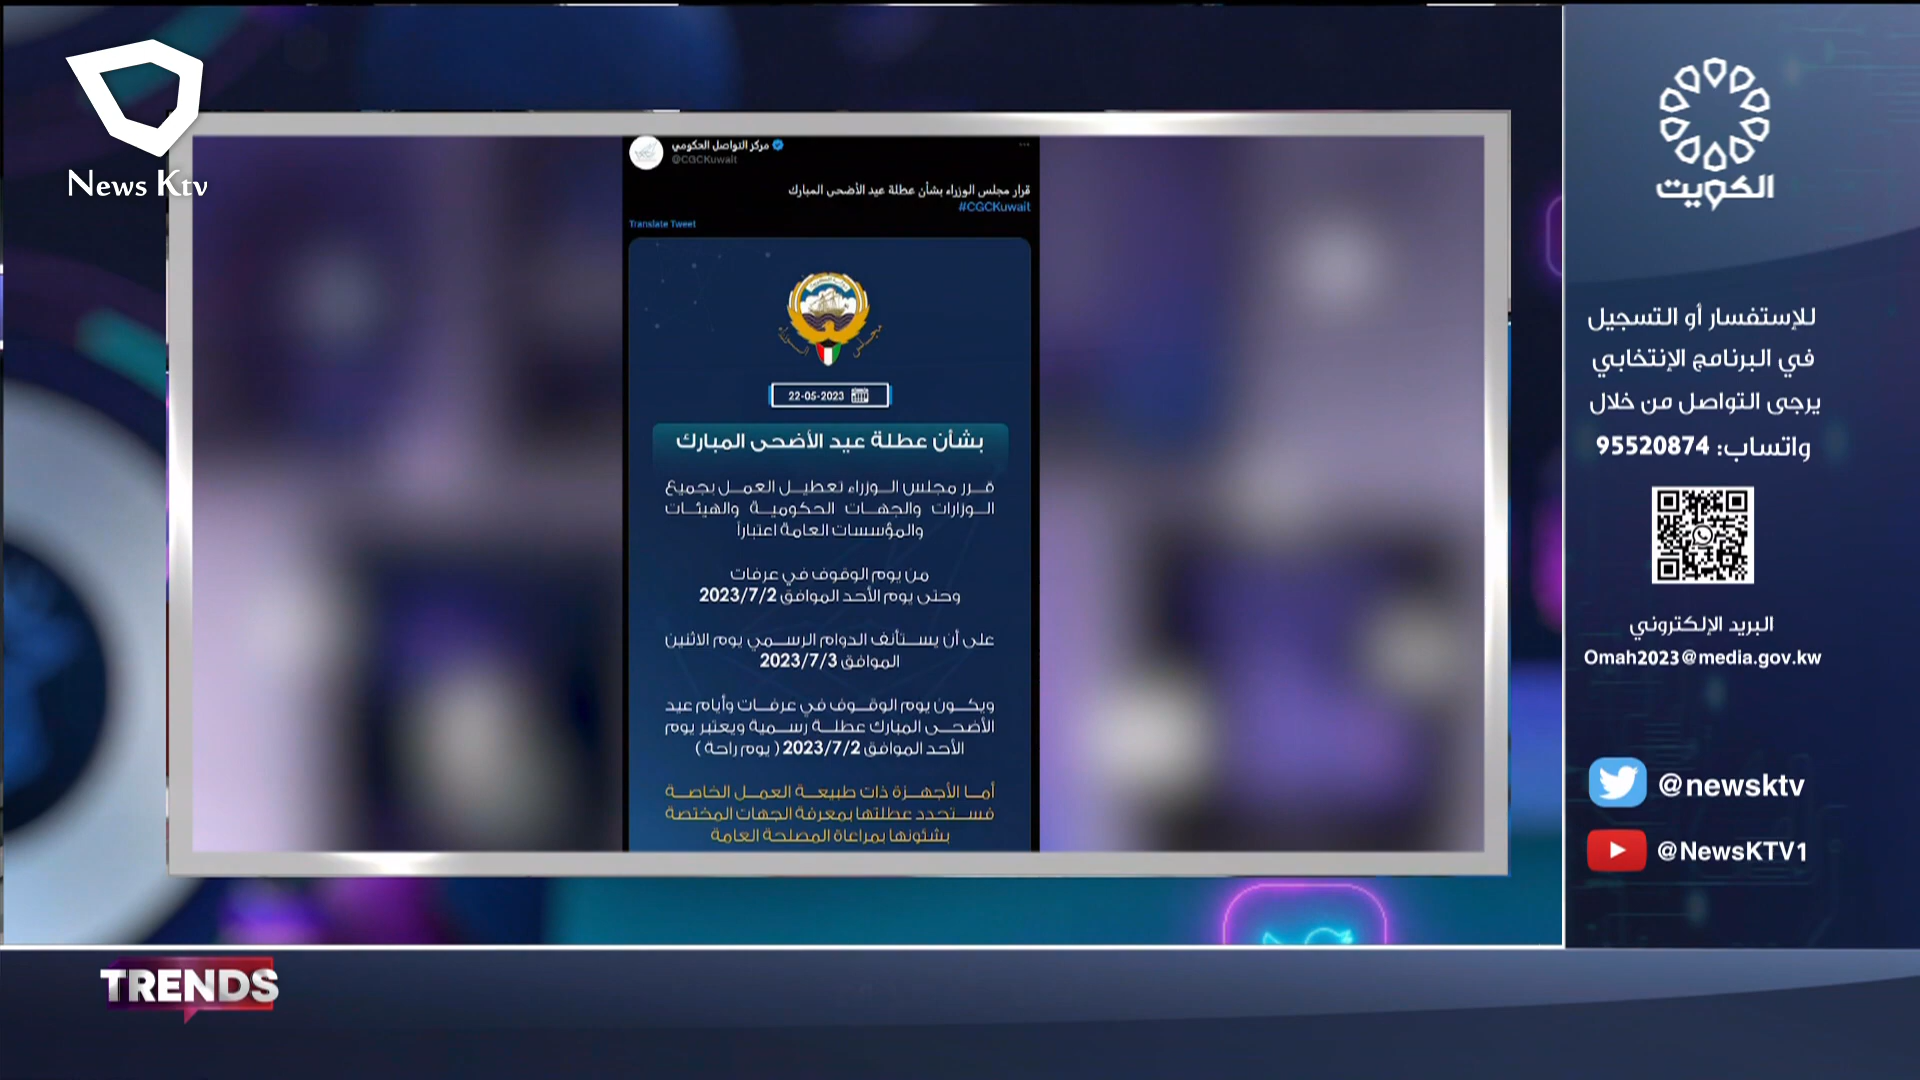 News Ktv
مركز التواصل الحكومي
@CGCKuwait
قرار مجلس الوزراء بشأن عطلة عيد الأضحى المبارك
#CGCKuwait
Translate Tweet
مجلس الوزراء
22-05-2023
بشأن عطلة عيد الأضحى المبارك
قرر مجلس الوزراء تعطيل العمل بجميع
الوزارات والجهات الحكومية والهيئات
والمؤسسات العامة اعتباراً
من يوم الوقوف في عرفات
وحتى يوم الأحد الموافق 2023/7/2
على أن يستأنف الدوام الرسمي يوم الاثنين
الموافق 2023/7/3
ويكون يوم الوقوف في عرفات وأيام عيد
الأضحى المبارك عطلة رسمية ويعتبر يوم
الأحد الموافق 2023/7/2 ( يوم راحة )
أما الأجهزة ذات طبيعة العمل الخاصة
فستحدد عطلتها بمعرفة الجهات المختصة
بشئونها بمراعاة المصلحة العامة
الكويت
للإستفسار أو التسجيل
في البرنامج الإنتخابي
يرجى التواصل من خلال
واتساب: 95520874
البريد الإلكتروني
Omah2023@media.gov.kw
@newsktv
@NewsKTV1
TRENDS